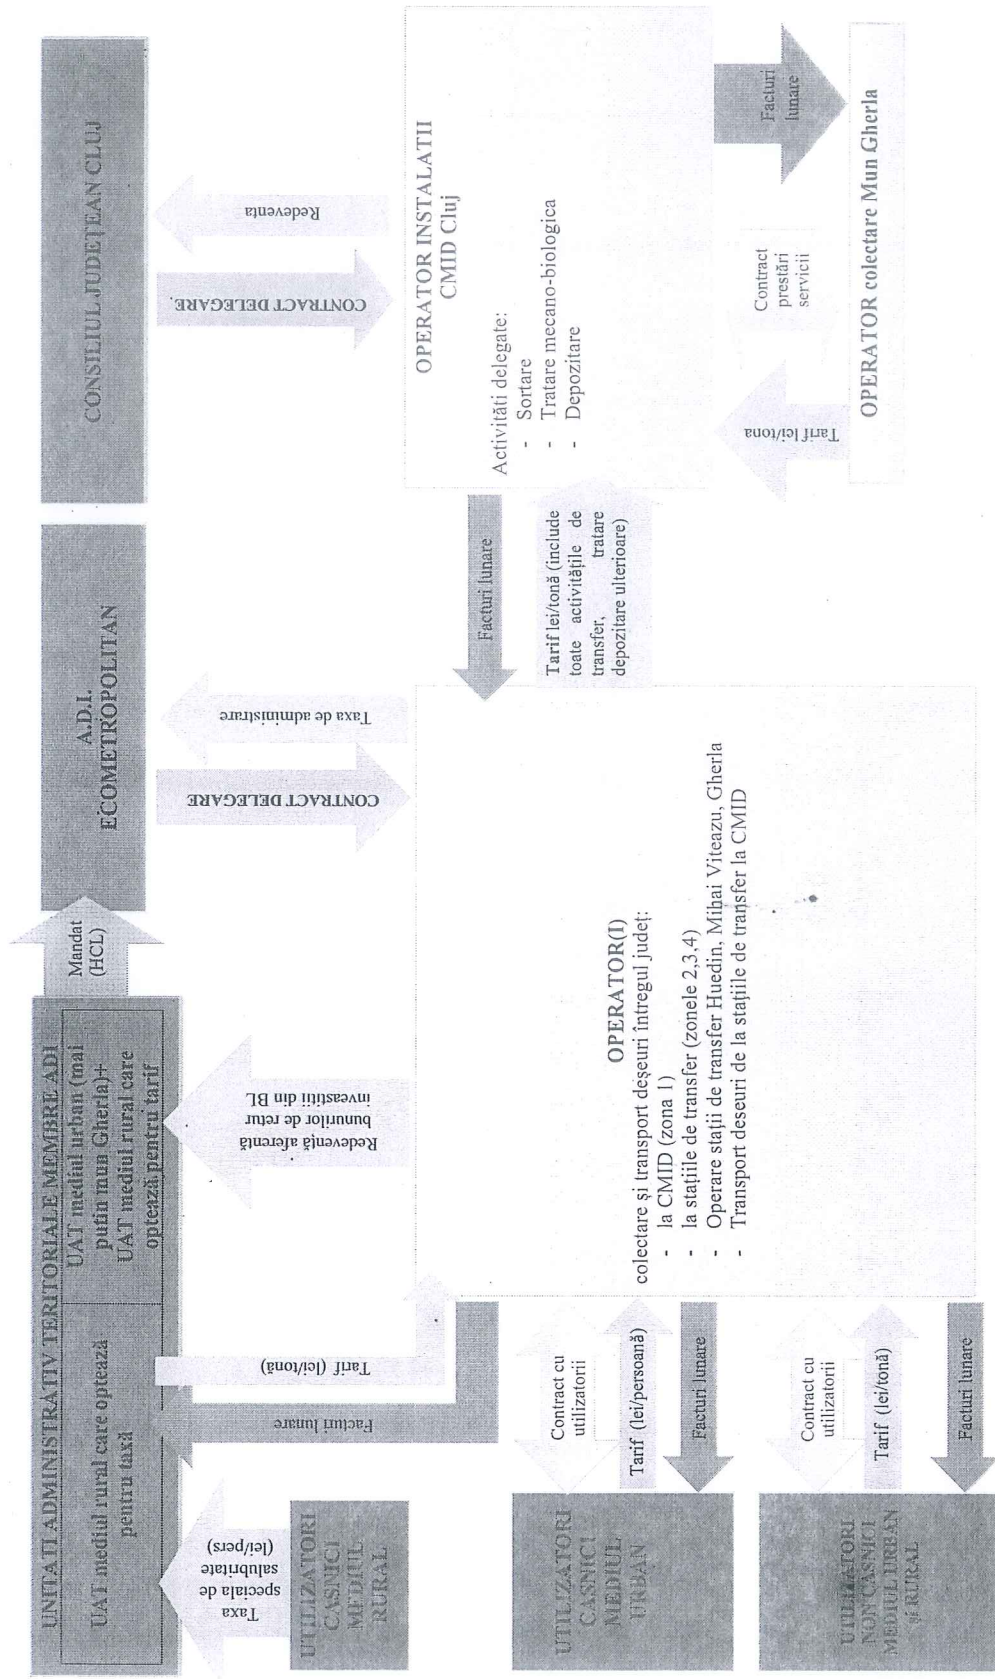 UNITATI ADMINISTRATIV TERITORIALE MEMBRE ADI
UAT mediul rural care optează
pentru taxă
UAT mediul urban (mai
putin mun Gherla)+
UAT mediul rural care
optează pentru tarif
Mandat
(HCL)
A.D.I.
ECOMETROPOLITAN
CONSILIUL JUDEȚEAN CLUJ
Taxa
speciala de
salubritate
(lei/pers)
Facturi lunare
Tarif (lei/tonă)
Redevență aferentă
bunurilor de retur
inveastitii din BL
CONTRACT DELEGARE
Taxa de administrare
CONTRACT DELEGARE.
Redeventa
UTILIZATORI
CASNICI
MEDIUL
RURAL
UTILIZATORI
CASNICI
MEDIUL
URBAN
UTILIZATORI
NON CASNICI
MEDIUL URBAN
și RURAL
Contract cu
utilizatorii
Tarif (lei/persoană)
Facturi lunare
Contract cu
utilizatorii
Tarif (lei/tonă)
Facturi lunare
OPERATOR(I)
colectare și transport deșeuri întregul județ:
- la CMID (zona 1)
- la stațiile de transfer (zonele 2,3,4)
- Operare stații de transfer Huedin, Mihai Viteazu, Gherla
- Transport deseuri de la stațiile de transfer la CMID
Facturi lunare
Tarif lei/tonă (include
toate activitățile de
transfer, tratare
depozitare ulterioare)
OPERATOR INSTALATII
CMID Cluj
Activităti delegate:
- Sortare
- Tratare mecano-biologica
- Depozitare
Tarif lei/tona
Contract
prestări
servicii
Facturi
lunare
OPERATOR colectare Mun Gherla